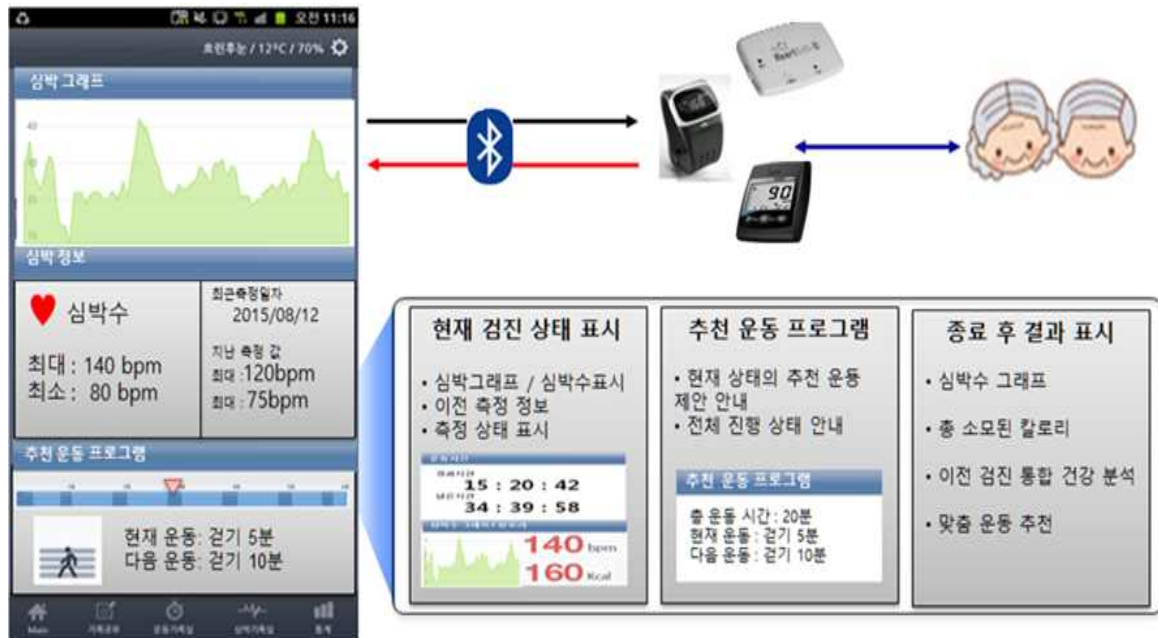 오전 11:16
흐린후눈 / 12ºC / 70%
심박 그래프
심박 정보
심박수
최대 : 140 bpm
최소 : 80 bpm
최근측정일자
2015/08/12
지난 측정 값
최대 :120bpm
최대 : 75bpm
추천 운동 프로그램
현재 운동: 걷기 5분
다음 운동: 걷기 10분
Main
통계
90
현재 검진 상태 표시
• 심박그래프 / 심박수표시
• 이전 측정 정보
• 측정 상태 표시
15 : 20 : 42
34 : 39 : 58
140 bpm
160 Kcal
추천 운동 프로그램
• 현재 상태의 추천 운동
제안 안내
• 전체 진행 상태 안내
추천 운동 프로그램
총 운동 시간 : 20분
현재 운동 : 걷기 5분
다음 운동 : 걷기 10분
종료 후 결과 표시
• 심박수 그래프
• 총 소모된 칼로리
• 이전 검진 통합 건강 분석
• 맞춤 운동 추천